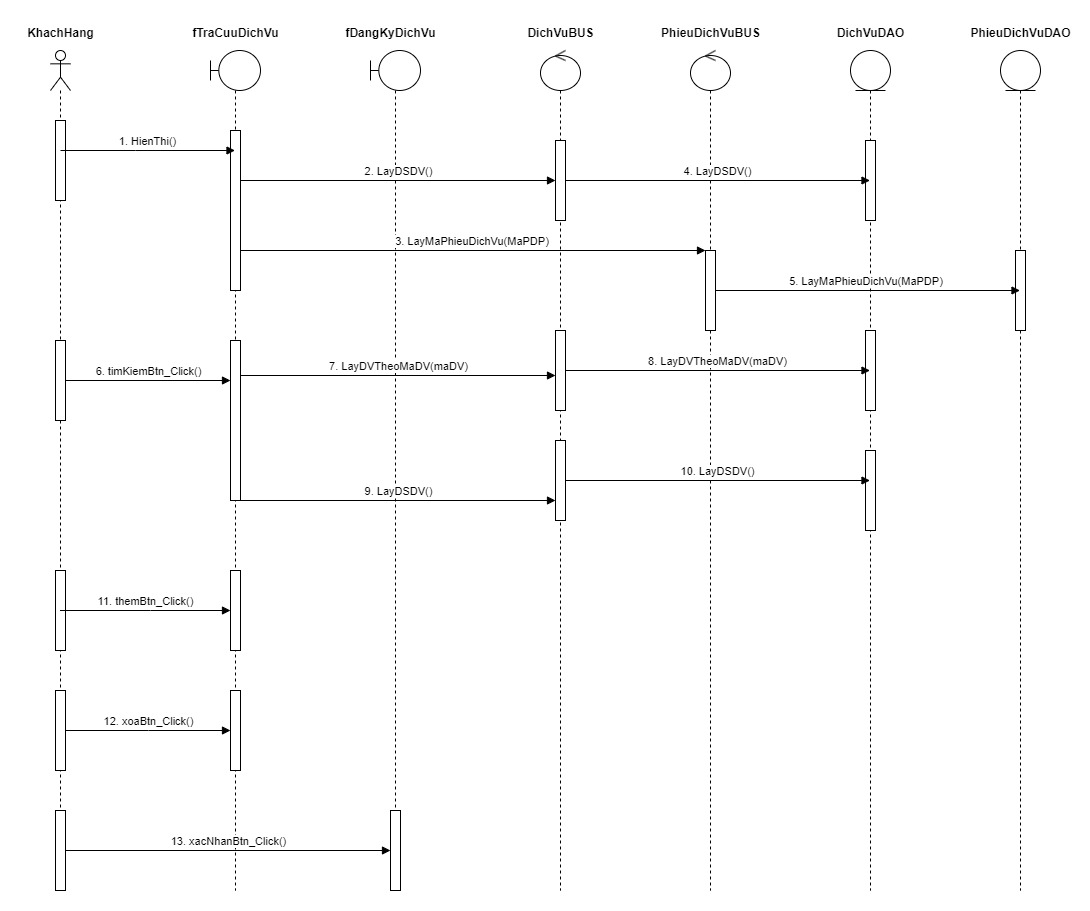 KhachHang
fTraCuuDichVu
fDangKyDichVu
DichVuBUS
PhieuDichVuBUS
DichVuDAO
PhieuDichVuDAO
1. HienThi()
2. LayDSDV()
4. LayDSDV()
3. LayMaPhieuDichVu(MaPDP)
5. LayMaPhieuDichVu(MaPDP)
6. timKiemBtn_Click()
7. LayDVTheoMaDV(maDV)
8. LayDVTheoMaDV(maDV)
9. LayDSDV()
10. LayDSDV()
11. themBtn_Click()
12. xoaBtn_Click()
13. xacNhanBtn_Click()